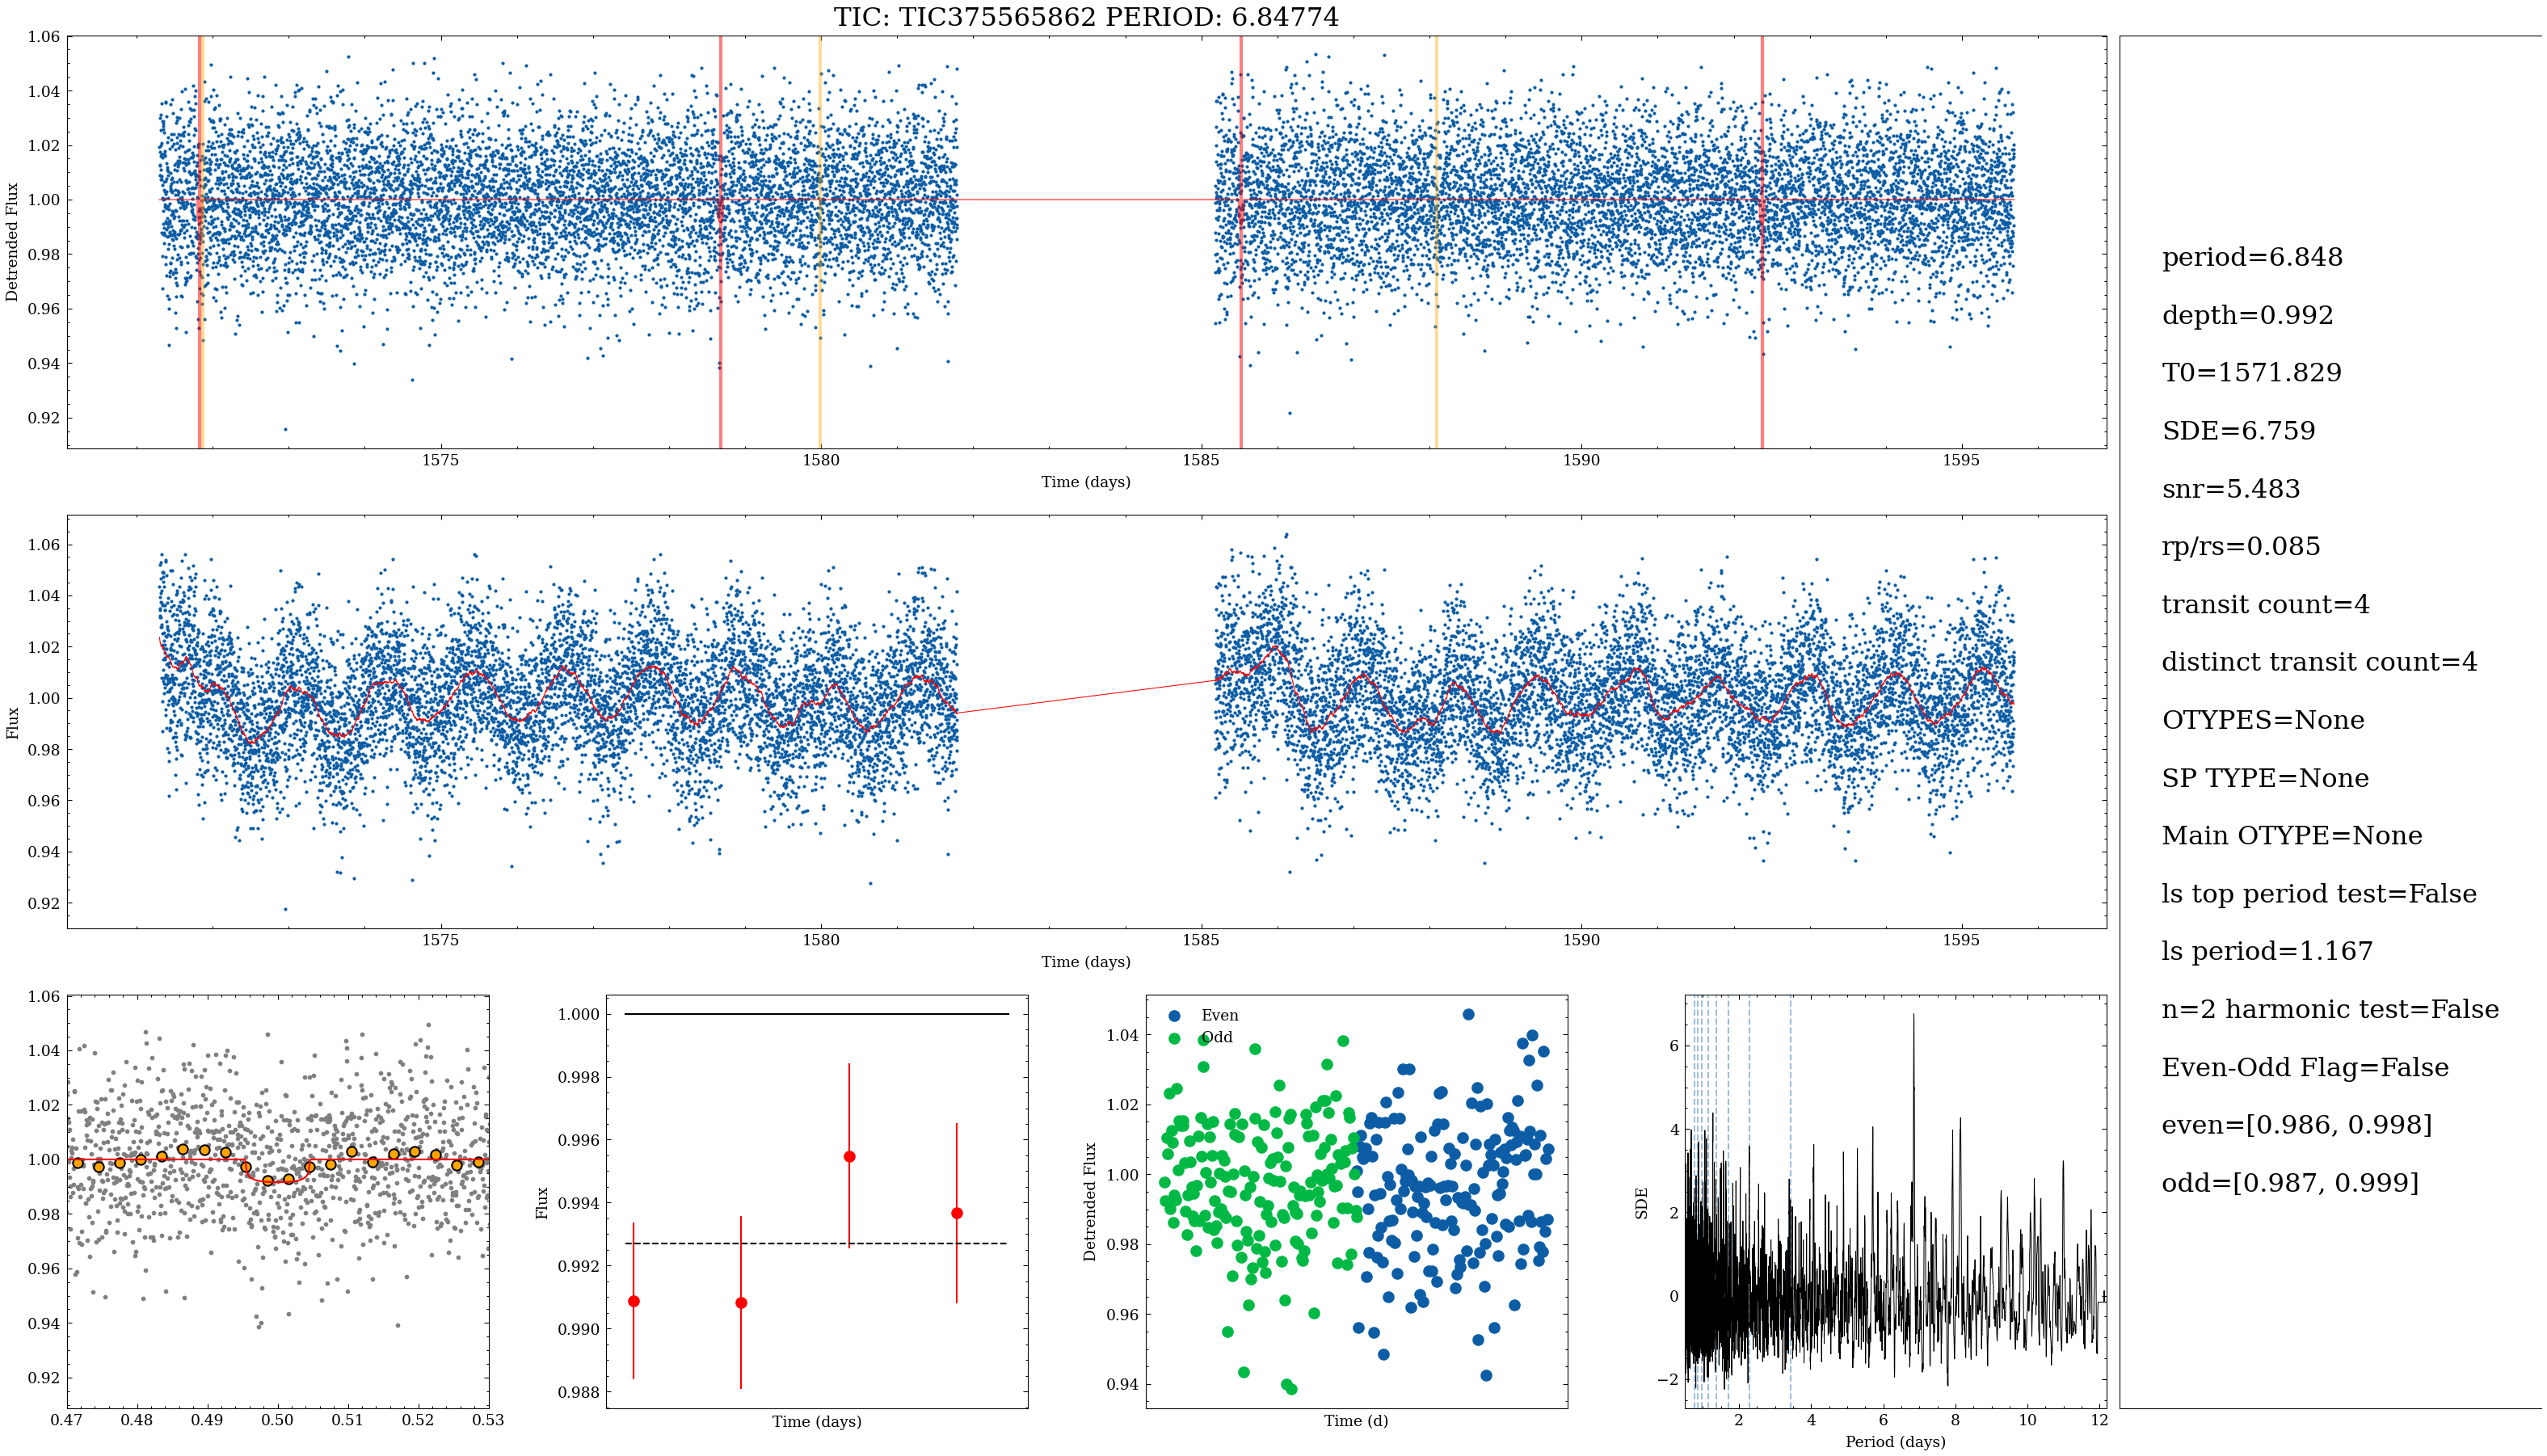 TIC: TIC375565862 PERIOD: 6.84774
1.06
1.04
1.02
1.00
0.98
0.96
0.94
0.92
Detrended Flux
1575
1580
1585
1590
1595
Time (days)
1.06
1.04
1.02
1.00
0.98
0.96
0.94
0.92
Flux
1575
1580
1585
1590
1595
Time (days)
1.06
1.04
1.02
1.00
0.98
0.96
0.94
0.92
0.47
0.48
0.49
0.50
0.51
0.52
0.53
1.000
0.998
0.996
0.994
0.992
0.990
0.988
Flux
Time (days)
Even
Odd
1.04
1.02
1.00
0.98
0.96
0.94
Detrended Flux
Time (d)
6
4
2
0
−2
SDE
2
4
6
8
10
12
Period (days)
period=6.848
depth=0.992
T0=1571.829
SDE=6.759
snr=5.483
rp/rs=0.085
transit count=4
distinct transit count=4
OTYPES=None
SP TYPE=None
Main OTYPE=None
ls top period test=False
ls period=1.167
n=2 harmonic test=False
Even-Odd Flag=False
even=[0.986, 0.998]
odd=[0.987, 0.999]